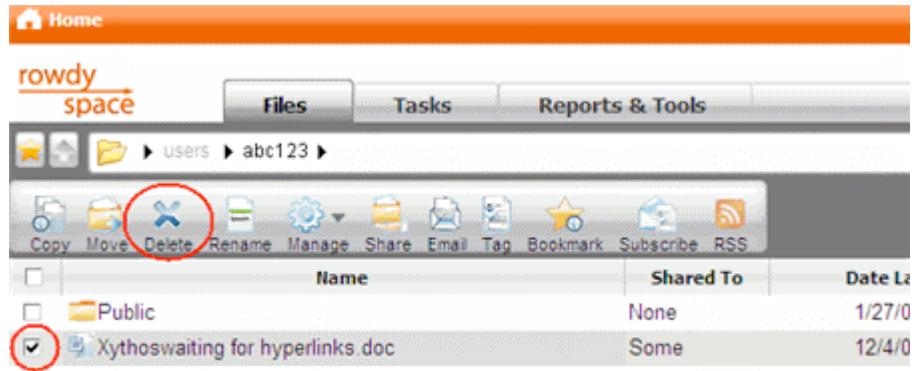 Home
rowdy
space
Files Tasks Reports & Tools
users abc123
Copy Move Delete Rename Manage Share Email Tag Bookmark Subscribe RSS
Name Shared To Date La
Public None 1/27/0
Xythoswaiting for hyperlinks.doc Some 12/4/0